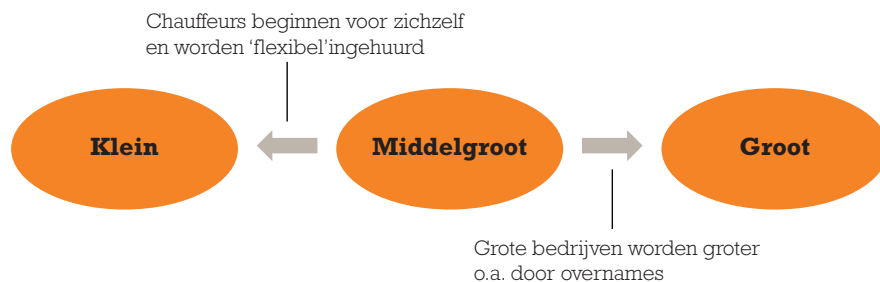 Chauffeurs beginnen voor zichzelf
en worden ‘flexibel’ingehuurd
Klein
Middelgroot
Groot
Grote bedrijven worden groter
o.a. door overnames